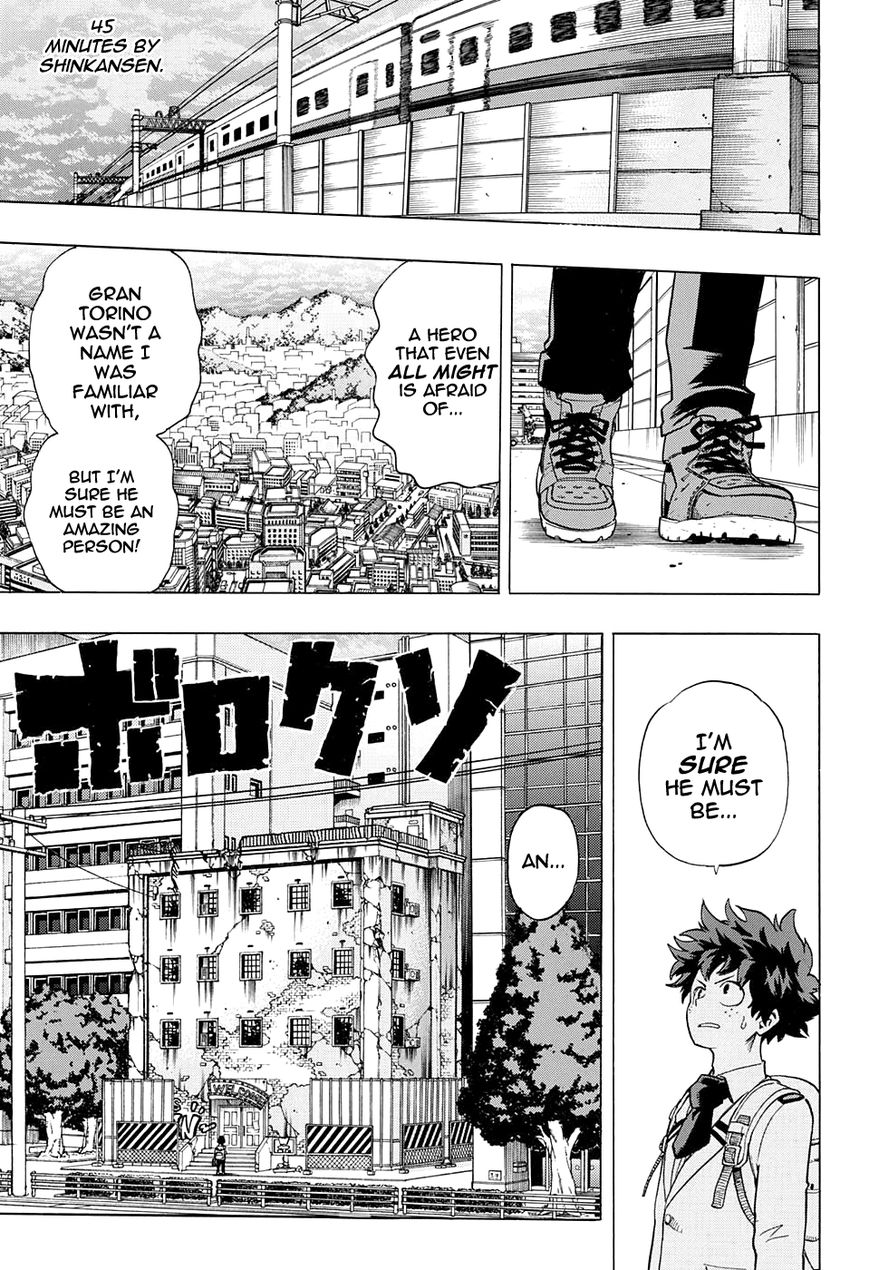 45
MINUTES BY
SHINKANSEN.
A HERO
THAT EVEN
ALL MIGHT
IS AFRAID
OF...
GRAN
TORINO
WASN'T A
NAME I
WAS
FAMILIAR
WITH,
BUT I'M
SURE HE
MUST BE AN
AMAZING
PERSON!
I'M
SURE
HE MUST
BE...
AN...
ボロクソ